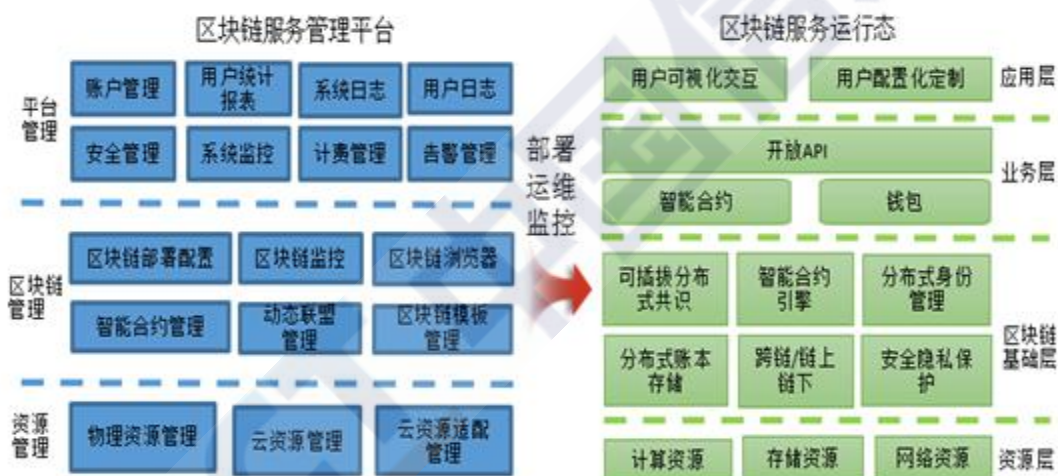 区块链服务管理平台
平台
管理
账户管理
用户统计
报表
系统日志
用户日志
安全管理
系统监控
计费管理
告警管理
区块链
管理
区块链部署配置
区块链监控
区块链浏览器
智能合约管理
动态联盟
管理
区块链模板
管理
资源
管理
物理资源管理
云资源管理
云资源适配
管理
部署
运维
监控
区块链服务运行态
用户可视化交互
用户配置化定制
应用层
开放API
智能合约
钱包
业务层
可插拔分布
式共识
智能合约
引擎
分布式身份
管理
分布式账本
存储
跨链/链上
链下
安全隐私保
护
区块链
基础层
计算资源
存储资源
网络资源
资源层